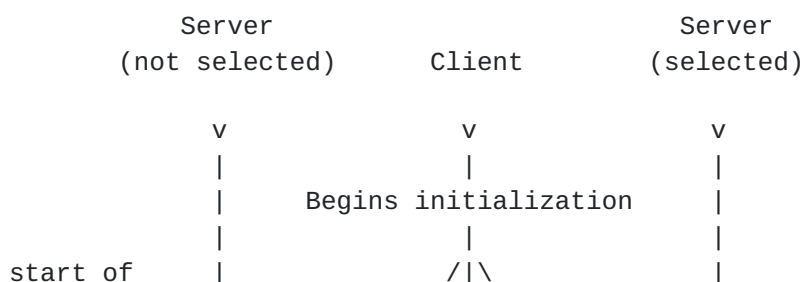 Server Server
(not selected) Client (selected)
v v v
| | |
| Begins initialization |
| | |
start of | /|\ |